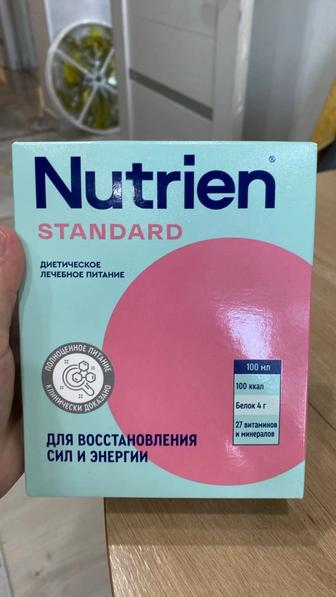 Nutrien®
STANDARD
ДИЕТИЧЕСКОЕ
ЛЕЧЕБНОЕ ПИТАНИЕ
ПОЛНОЦЕННОЕ ПИТАНИЕ
КЛИНИЧЕСКИ ДОКАЗАНО
100 мл
100 ккал
Белок 4 г
27 витаминов
и минералов
ДЛЯ ВОССТАНОВЛЕНИЯ
СИЛ И ЭНЕРГИИ